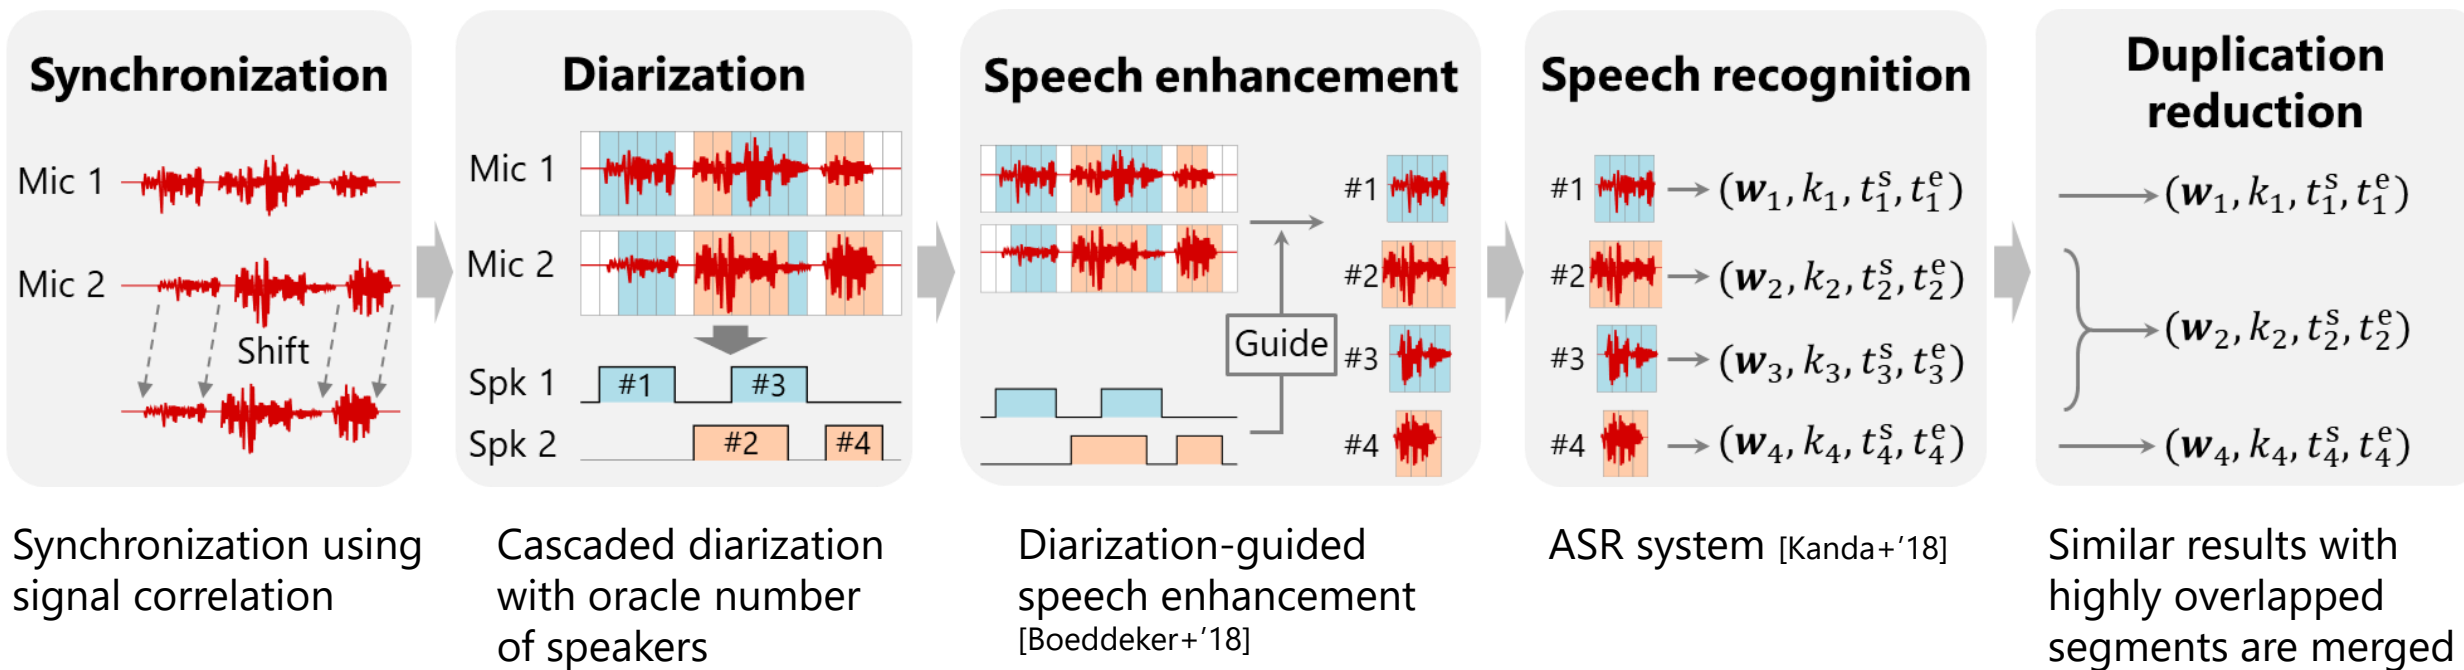 Synchronization
Mic 1
Mic 2
Shift
Synchronization using
signal correlation
Diarization
Mic 1
Mic 2
Spk 1
#1
#3
Spk 2
#2
#4
Cascaded diarization
with oracle number
of speakers
Speech enhancement
Guide
#1
#2
#3
#4
Diarization-guided
speech enhancement
[Boeddeker+’18]
Speech recognition
#1 (w₁, k₁, t₁ˢ, t₁ᵉ)
#2 (w₂, k₂, t₂ˢ, t₂ᵉ)
#3 (w₃, k₃, t₃ˢ, t₃ᵉ)
#4 (w₄, k₄, t₄ˢ, t₄ᵉ)
ASR system [Kanda+’18]
Duplication
reduction
(w₁, k₁, t₁ˢ, t₁ᵉ)
(w₂, k₂, t₂ˢ, t₂ᵉ)
(w₄, k₄, t₄ˢ, t₄ᵉ)
Similar results with
highly overlapped
segments are merged